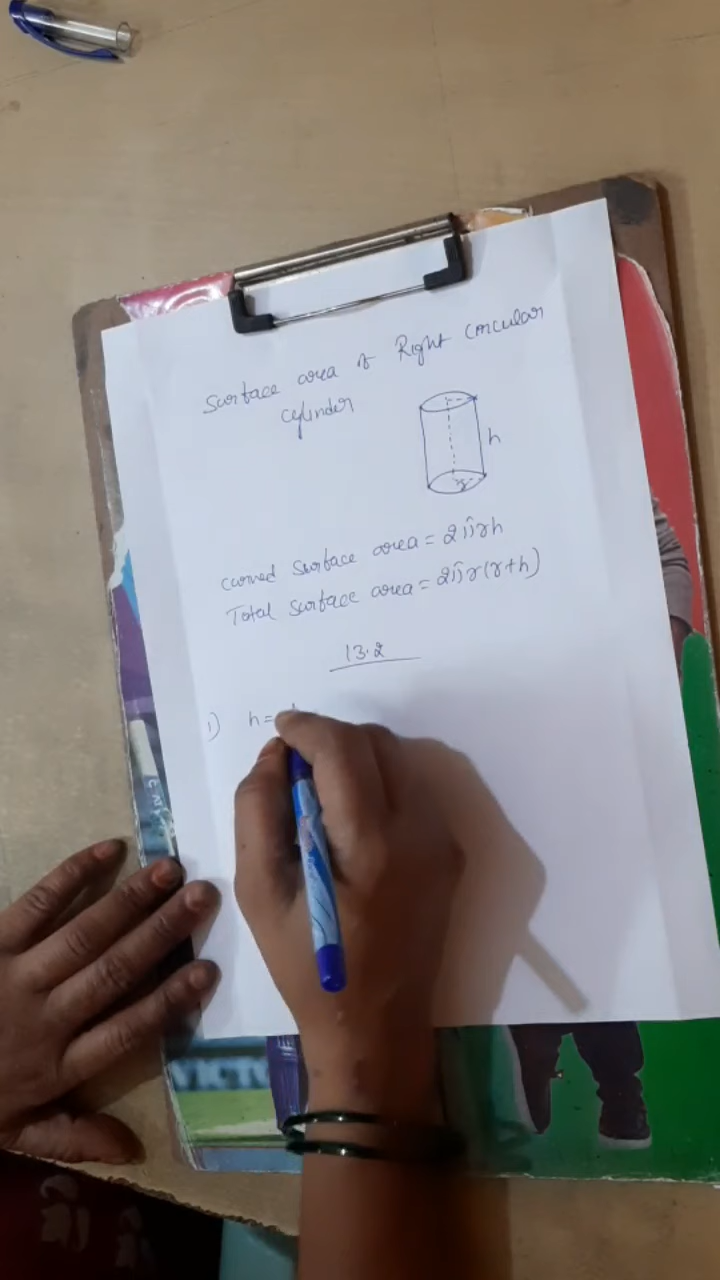 Surface area of Right circular
cylinder
h
r
curved surface area = 2πrh
Total surface area = 2πr(r+h)
13.2
1) h =